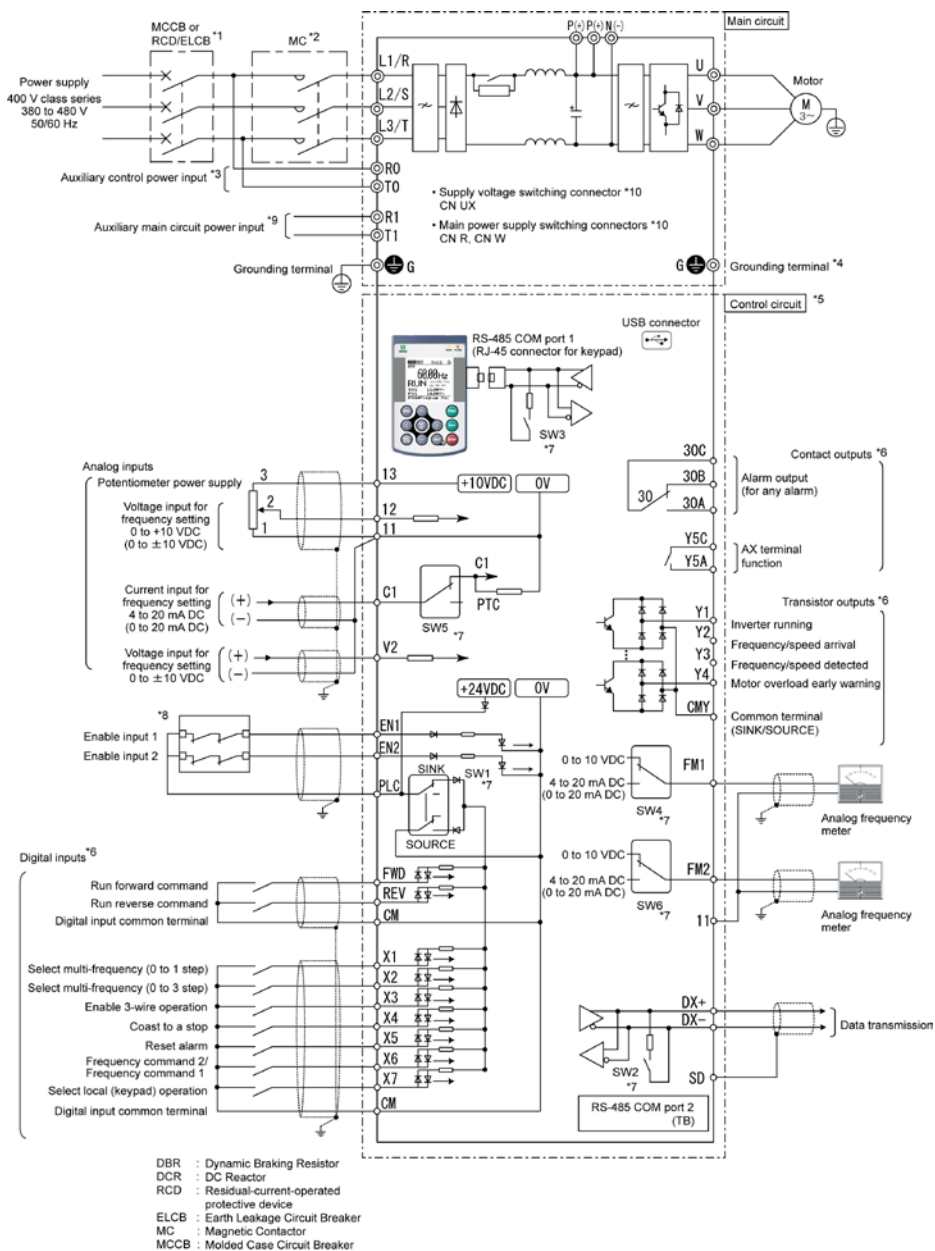 MCCB or
RCD/ELCB *1
MC *2
P(+) P(+) N(-)
Main circuit
Power supply
400 V class series
380 to 480 V
50/60 Hz
L1/R
L2/S
L3/T
U
V
W
Motor
M
3~
Auxiliary control power input *3
R0
T0
Auxiliary main circuit power input *9
R1
T1
• Supply voltage switching connector *10
CN UX
• Main power supply switching connectors *10
CN R, CN W
Grounding terminal
G
G
Grounding terminal *4
Control circuit *5
RS-485 COM port 1
(RJ-45 connector for keypad)
USB connector
60.00Hz
RUN
SW3
*7
Analog inputs
Potentiometer power supply
Voltage input for
frequency setting
0 to +10 VDC
(0 to ±10 VDC)
3
2
1
13
12
11
+10VDC
0V
Current input for
frequency setting
4 to 20 mA DC
(0 to 20 mA DC)
(+)
(−)
C1
C1
PTC
SW5
*7
Voltage input for
frequency setting
0 to ±10 VDC
(+)
(−)
V2
+24VDC
0V
*8
Enable input 1
Enable input 2
EN1
EN2
PLC
SINK
SW1
*7
SOURCE
Digital inputs *6
Run forward command
Run reverse command
Digital input common terminal
FWD
REV
CM
Select multi-frequency (0 to 1 step)
Select multi-frequency (0 to 3 step)
Enable 3-wire operation
Coast to a stop
Reset alarm
Frequency command 2/
Frequency command 1
Select local (keypad) operation
Digital input common terminal
X1
X2
X3
X4
X5
X6
X7
CM
Contact outputs *6
30C
30B
30
30A
Alarm output
(for any alarm)
Y5C
Y5A
AX terminal
function
Transistor outputs *6
Y1
Inverter running
Y2
Frequency/speed arrival
Y3
Frequency/speed detected
Y4
Motor overload early warning
CMY
Common terminal
(SINK/SOURCE)
0 to 10 VDC
4 to 20 mA DC
(0 to 20 mA DC)
SW4
*7
FM1
Analog frequency
meter
0 to 10 VDC
4 to 20 mA DC
(0 to 20 mA DC)
SW6
*7
FM2
11
Analog frequency
meter
DX+
DX−
Data transmission
SW2
*7
SD
RS-485 COM port 2
(TB)
DBR : Dynamic Braking Resistor
DCR : DC Reactor
RCD : Residual-current-operated
protective device
ELCB : Earth Leakage Circuit Breaker
MC : Magnetic Contactor
MCCB : Molded Case Circuit Breaker